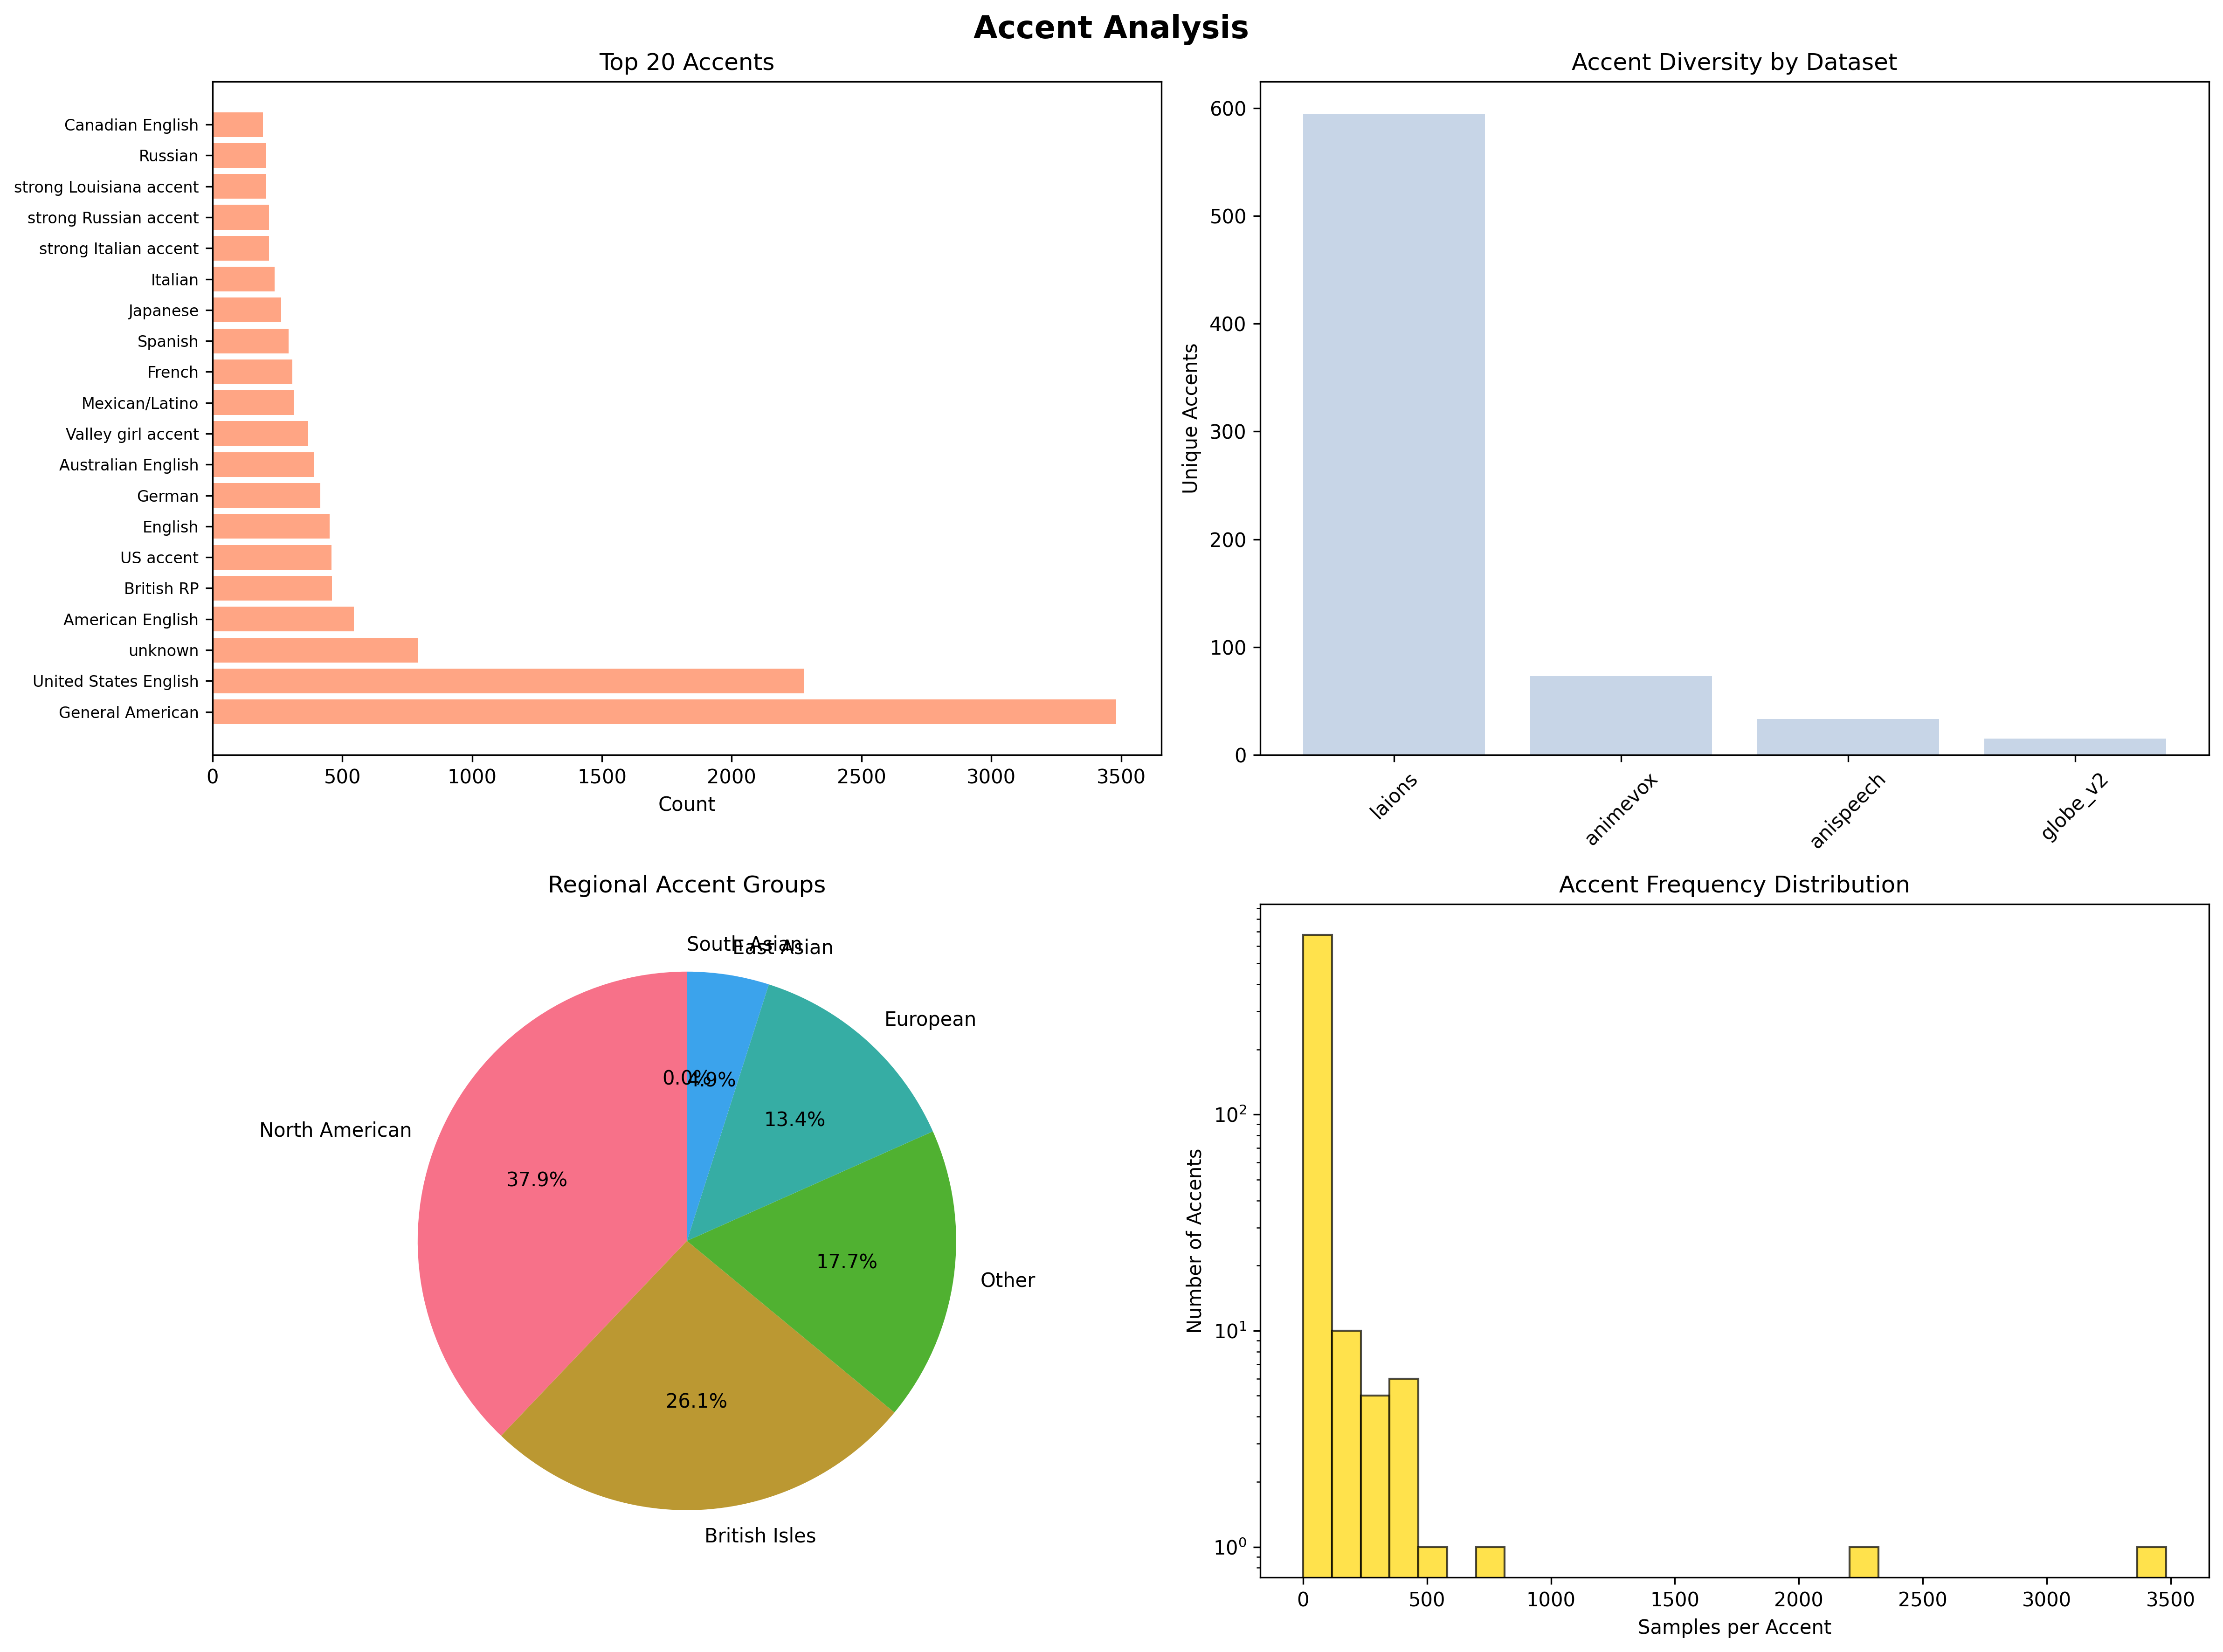 Accent Analysis
Top 20 Accents
Canadian English
Russian
strong Louisiana accent
strong Russian accent
strong Italian accent
Italian
Japanese
Spanish
French
Mexican/Latino
Valley girl accent
Australian English
German
English
US accent
British RP
American English
unknown
United States English
General American
0 500 1000 1500 2000 2500 3000 3500
Count
Accent Diversity by Dataset
Unique Accents
600
500
400
300
200
100
0
laions animevox anispeech globe_v2
Regional Accent Groups
South Asian
East Asian
European
North American
Other
British Isles
0.0%
4.9%
13.4%
37.9%
17.7%
26.1%
Accent Frequency Distribution
Number of Accents
10²
10¹
10⁰
0 500 1000 1500 2000 2500 3000 3500
Samples per Accent